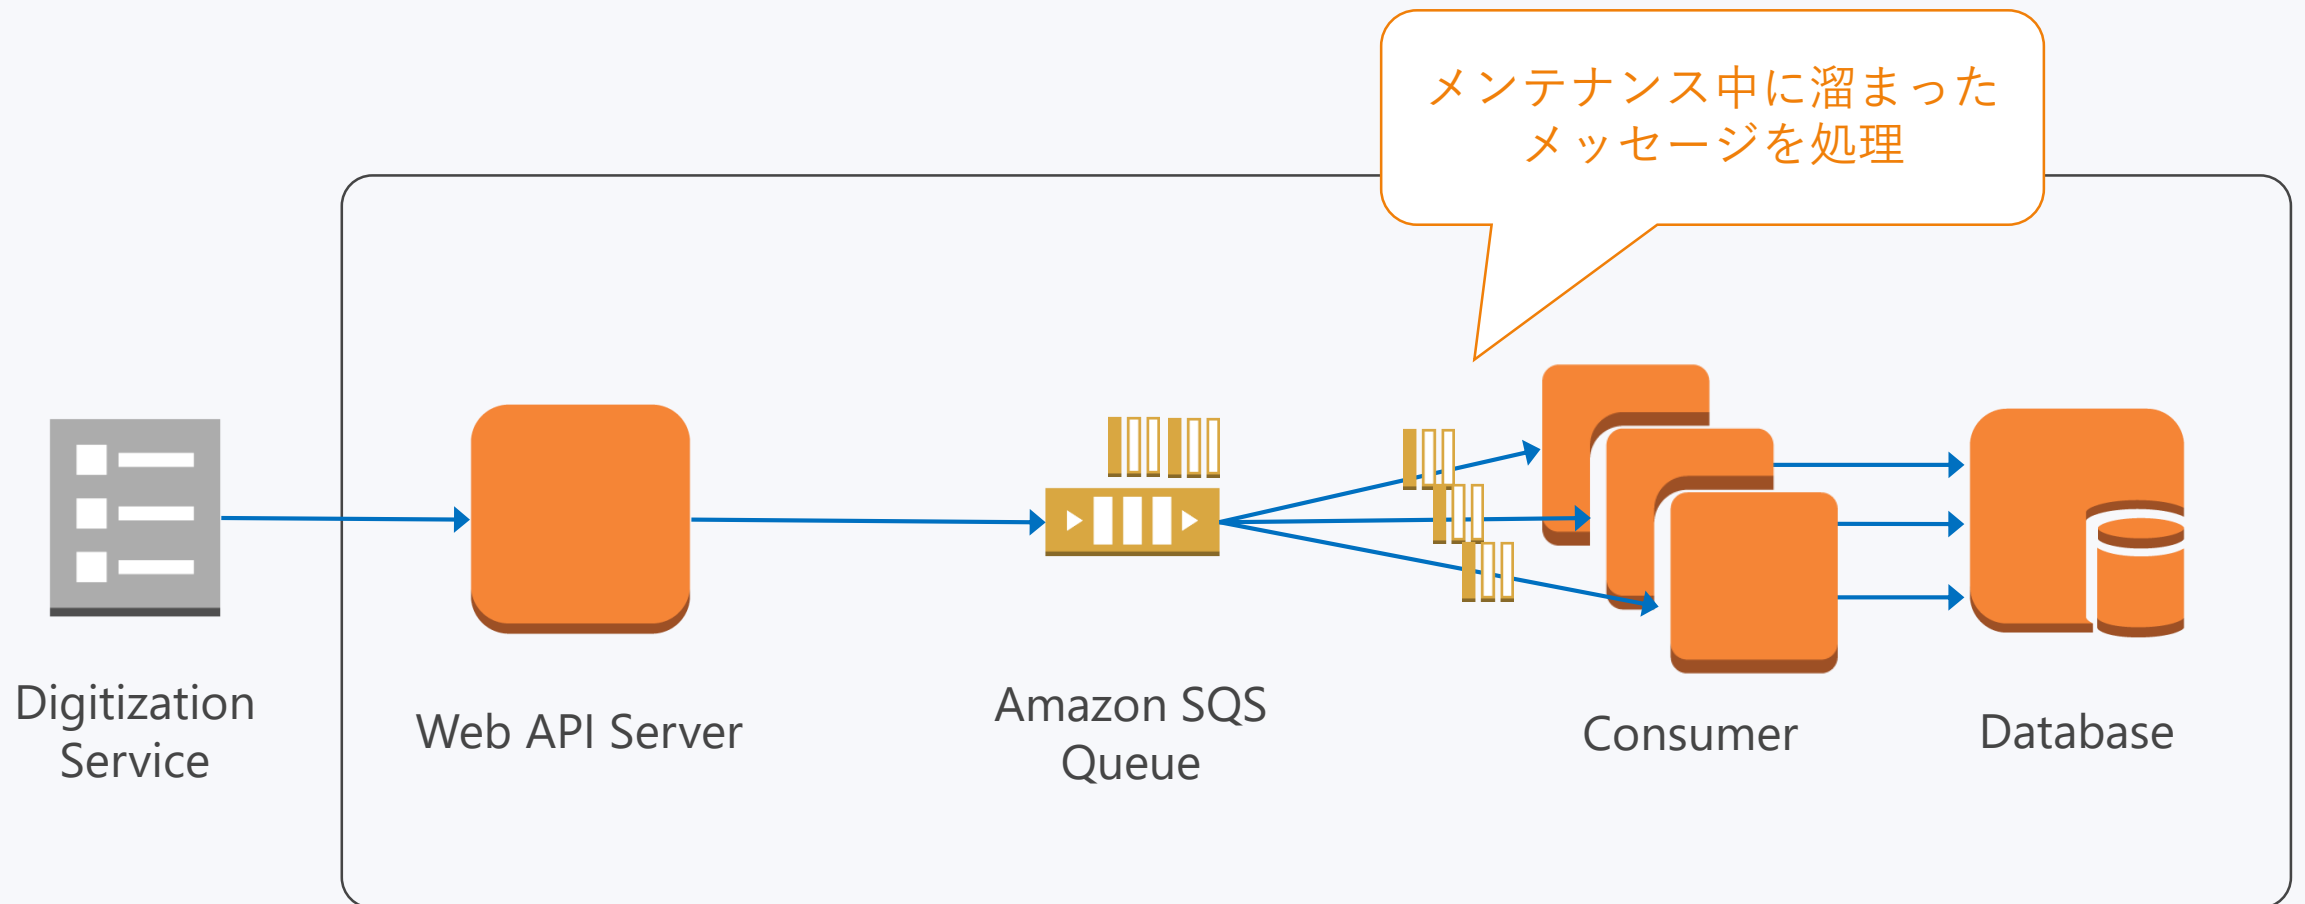 メンテナンス中に溜まった
メッセージを処理
Digitization
Service
Web API Server
Amazon SQS
Queue
Consumer
Database